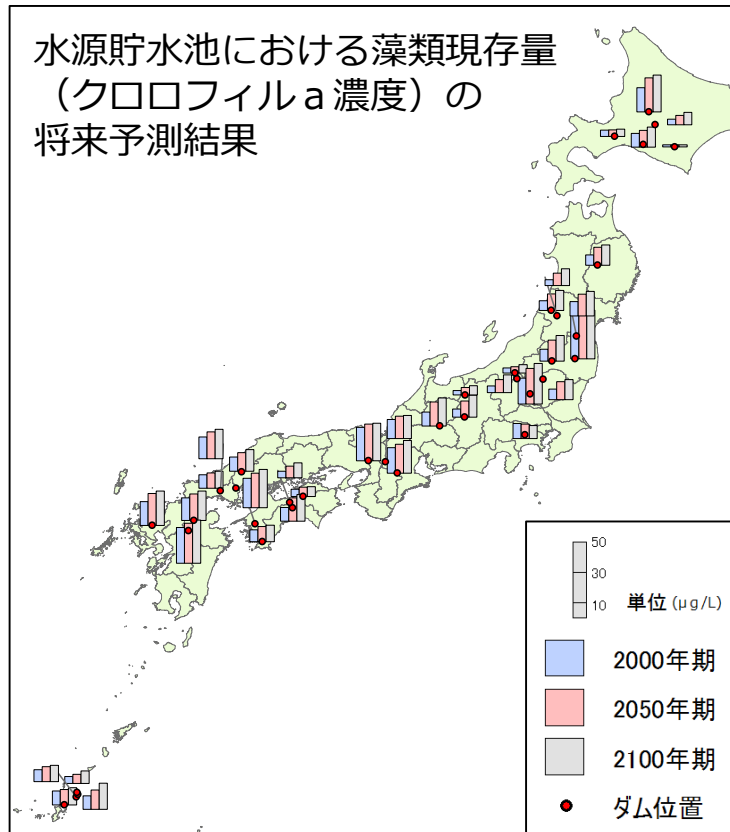 水源貯水池における藻類現存量
（クロロフィルａ濃度）の
将来予測結果
50
30
10
単位 (μg/L)
2000年期
2050年期
2100年期
ダム位置